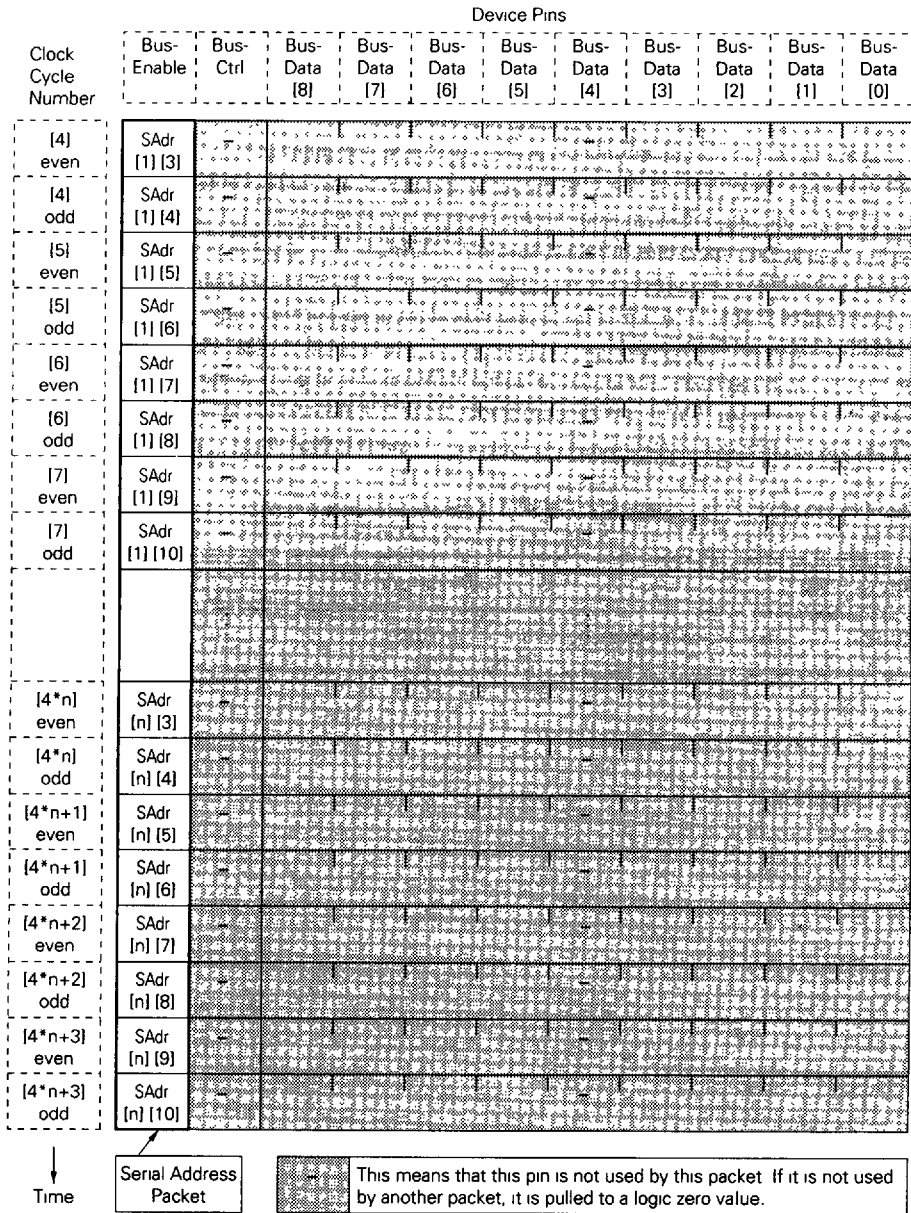 Device Pins
Clock
Cycle
Number
Bus-
Enable
Bus-
Ctrl
Bus-
Data
[8]
Bus-
Data
[7]
Bus-
Data
[6]
Bus-
Data
[5]
Bus-
Data
[4]
Bus-
Data
[3]
Bus-
Data
[2]
Bus-
Data
[1]
Bus-
Data
[0]
[4]
even
SAdr
[1] [3]
[4]
odd
SAdr
[1] [4]
[5]
even
SAdr
[1] [5]
[5]
odd
SAdr
[1] [6]
[6]
even
SAdr
[1] [7]
[6]
odd
SAdr
[1] [8]
[7]
even
SAdr
[1] [9]
[7]
odd
SAdr
[1] [10]
[4*n]
even
SAdr
[n] [3]
[4*n]
odd
SAdr
[n] [4]
[4*n+1]
even
SAdr
[n] [5]
[4*n+1]
odd
SAdr
[n] [6]
[4*n+2]
even
SAdr
[n] [7]
[4*n+2]
odd
SAdr
[n] [8]
[4*n+3]
even
SAdr
[n] [9]
[4*n+3]
odd
SAdr
[n] [10]
Time
Serial Address
Packet
This means that this pin is not used by this packet If it is not used
by another packet, it is pulled to a logic zero value.